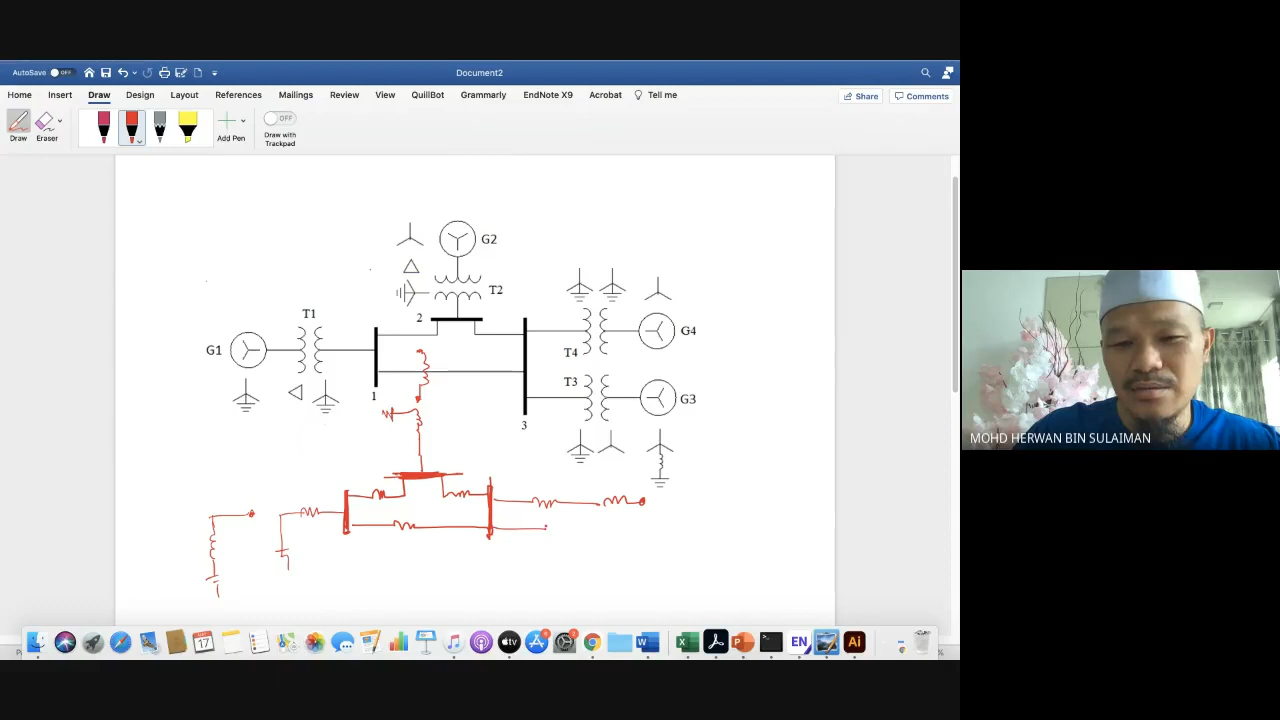 AutoSave OFF
Document2
Home Insert Draw Design Layout References Mailings Review View QuillBot Grammarly EndNote X9 Acrobat Tell me
Share Comments
OFF
Draw Eraser Add Pen Draw with
Trackpad
G2
T2
T1
2
G1
G4
T4
T3
1
G3
3
MOHD HERWAN BIN SULAIMAN
17
EN
Ai